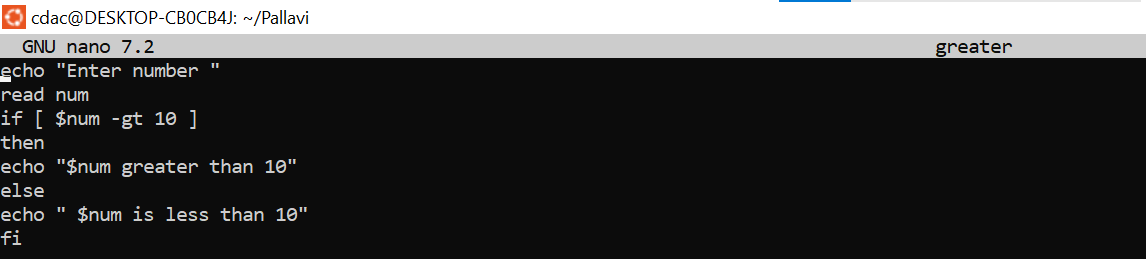 cdac@DESKTOP-CB0CB4J: ~/Pallavi
GNU nano 7.2 greater
echo "Enter number "
read num
if [ $num -gt 10 ]
then
echo "$num greater than 10"
else
echo " $num is less than 10"
fi